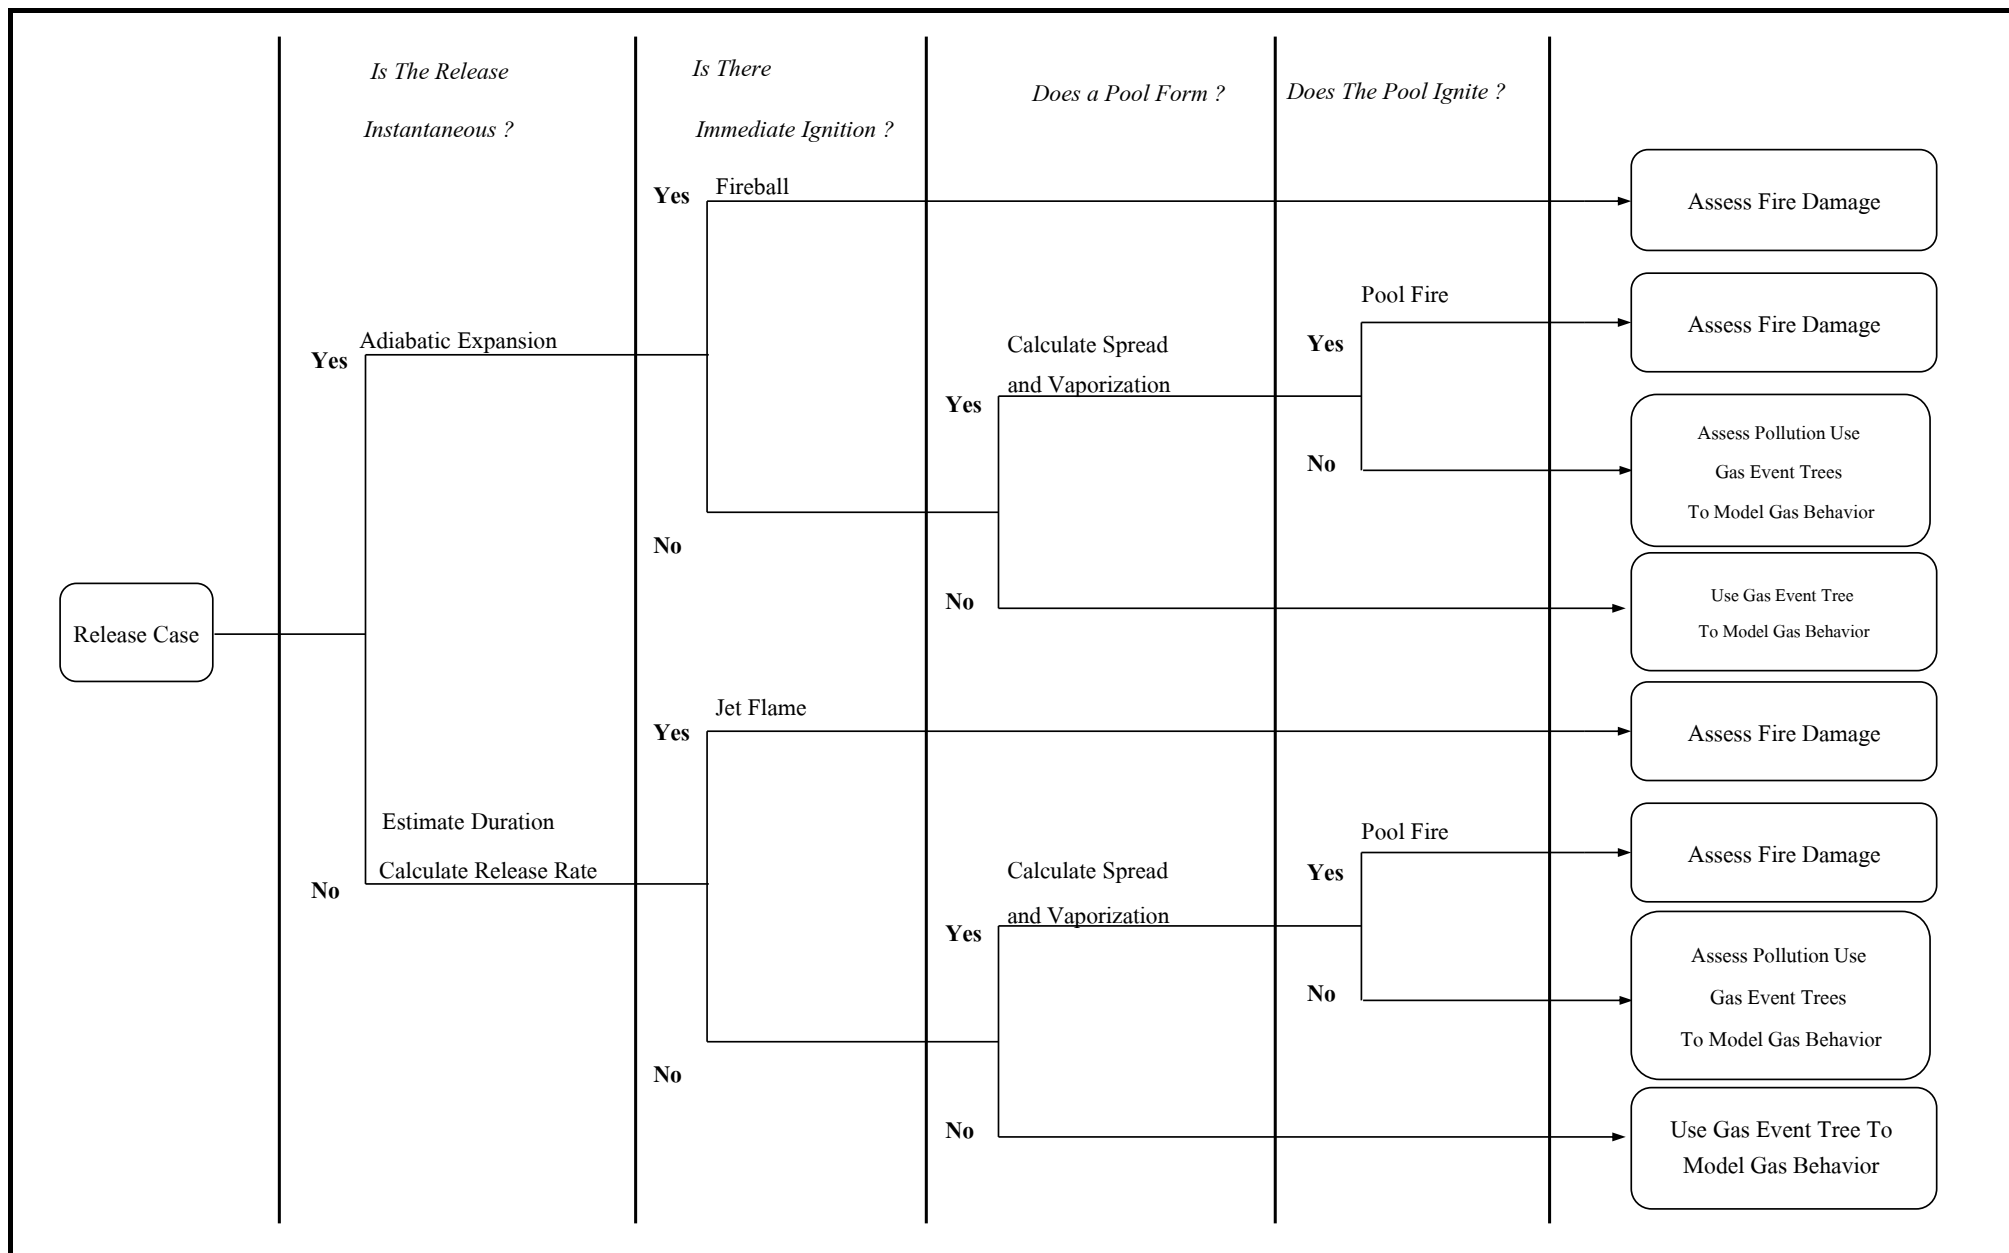 Is The Release
Instantaneous ?
Is There
Immediate Ignition ?
Does a Pool Form ?
Does The Pool Ignite ?
Yes
Fireball
Assess Fire Damage
Pool Fire
Assess Fire Damage
Adiabatic Expansion
Yes
Calculate Spread
and Vaporization
Yes
Yes
No
Assess Pollution Use
Gas Event Trees
To Model Gas Behavior
No
No
Use Gas Event Tree
To Model Gas Behavior
Release Case
Jet Flame
Yes
Assess Fire Damage
Estimate Duration
Calculate Release Rate
No
Pool Fire
Assess Fire Damage
Calculate Spread
and Vaporization
Yes
Yes
No
Assess Pollution Use
Gas Event Trees
To Model Gas Behavior
No
No
Use Gas Event Tree To
Model Gas Behavior